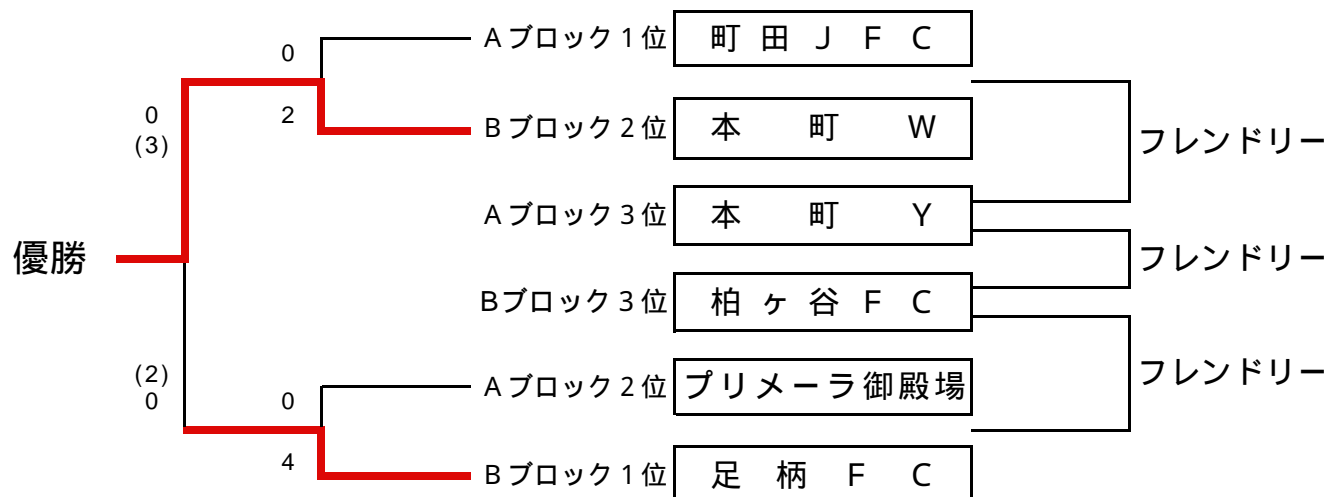 Aブロック1位 町田JFC
0
2
Bブロック2位 本町W
0
(3)
フレンドリー
Aブロック3位 本町Y
優勝
フレンドリー
Bブロック3位 柏ヶ谷FC
フレンドリー
(2)
0
0
Aブロック2位 プリメーラ御殿場
4
Bブロック1位 足柄FC